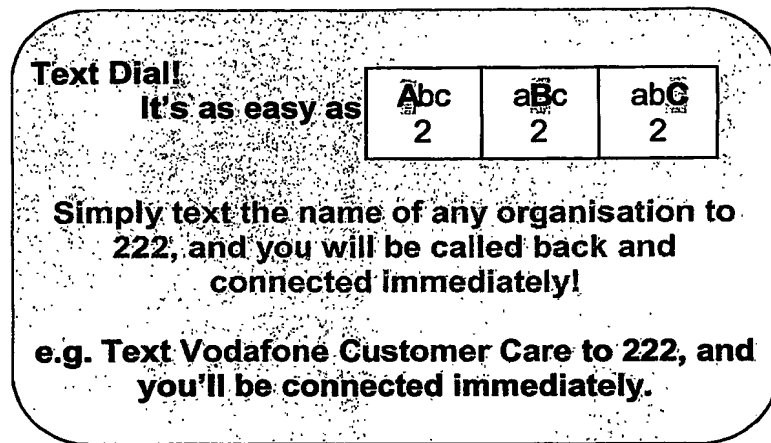 Text Dial!
It's as easy as
Abc aBc abC
2 2 2
Simply text the name of any organisation to
222, and you will be called back and
connected immediately!
e.g. Text Vodafone Customer Care to 222, and
you'll be connected immediately.